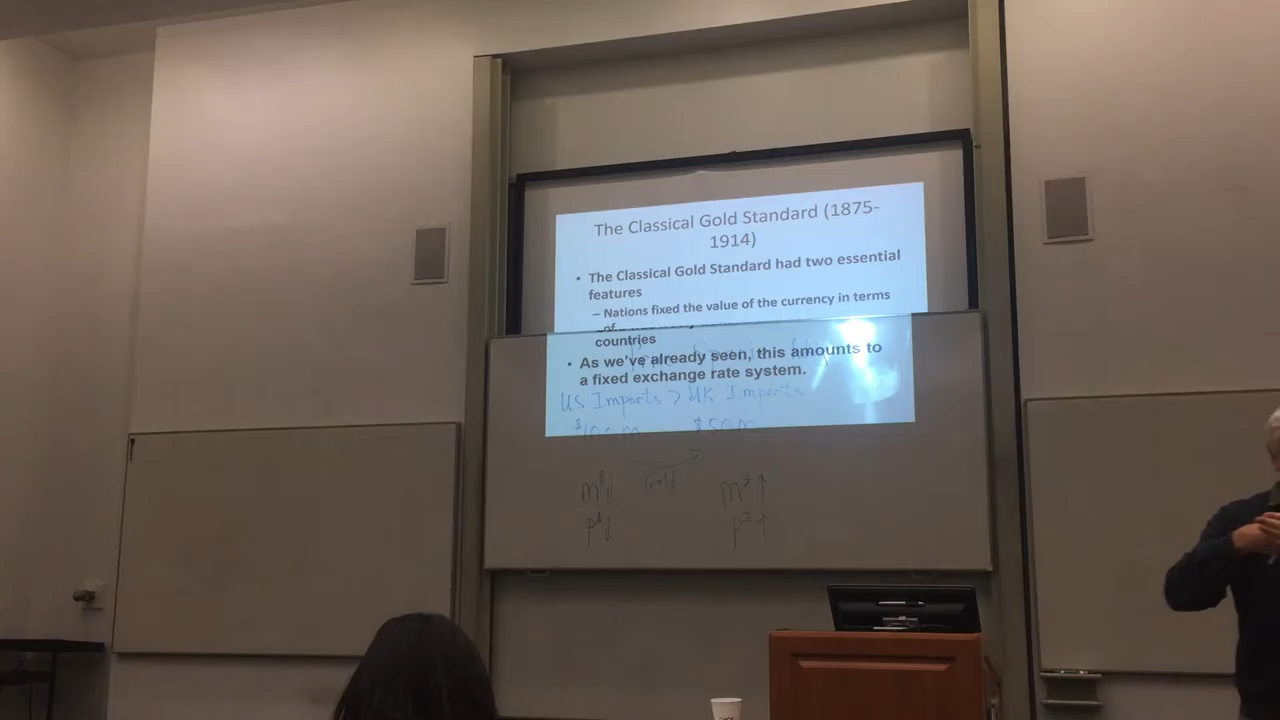 The Classical Gold Standard (1875-
1914)
• The Classical Gold Standard had two essential
features
– Nations fixed the value of the currency in terms
of
countries
• As we've already seen, this amounts to
a fixed exchange rate system.
US Imports > UK Imports
$50m
Gold